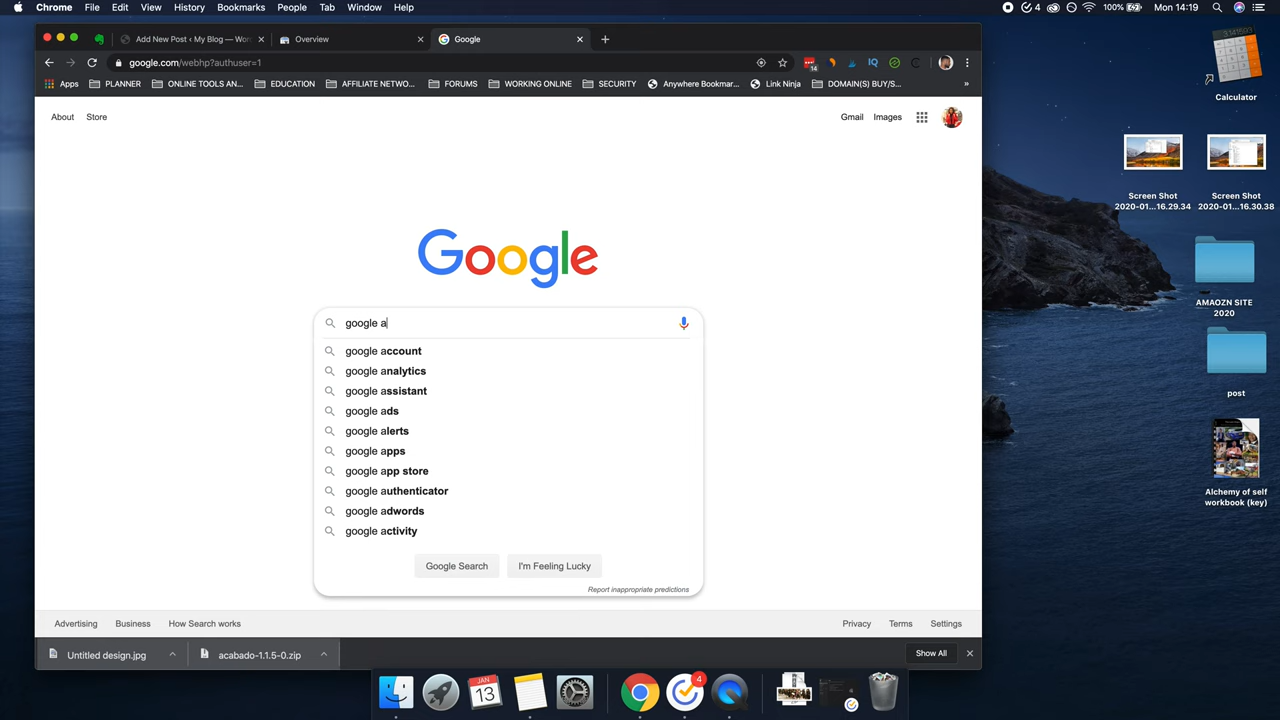 Chrome File Edit View History Bookmarks People Tab Window Help
4 100% Mon 14:19
Add New Post ‹ My Blog — Wor
Overview
Google
google.com/webhp?authuser=1
14
Apps PLANNER ONLINE TOOLS AN... EDUCATION AFFILIATE NETWO... FORUMS WORKING ONLINE SECURITY Anywhere Bookmar... Link Ninja DOMAIN(S) BUY/S... »
About Store
Gmail Images
Google
google a
google account
google analytics
google assistant
google ads
google alerts
google apps
google app store
google authenticator
google adwords
google activity
Google Search I'm Feeling Lucky
Report inappropriate predictions
Advertising Business How Search works
Privacy Terms Settings
Untitled design.jpg
acabado-1.1.5-0.zip
Show All
Calculator
Screen Shot
2020-01...16.29.34
Screen Shot
2020-01...16.30.38
AMAOZN SITE
2020
post
Alchemy of self
workbook (key)
JAN
13
4